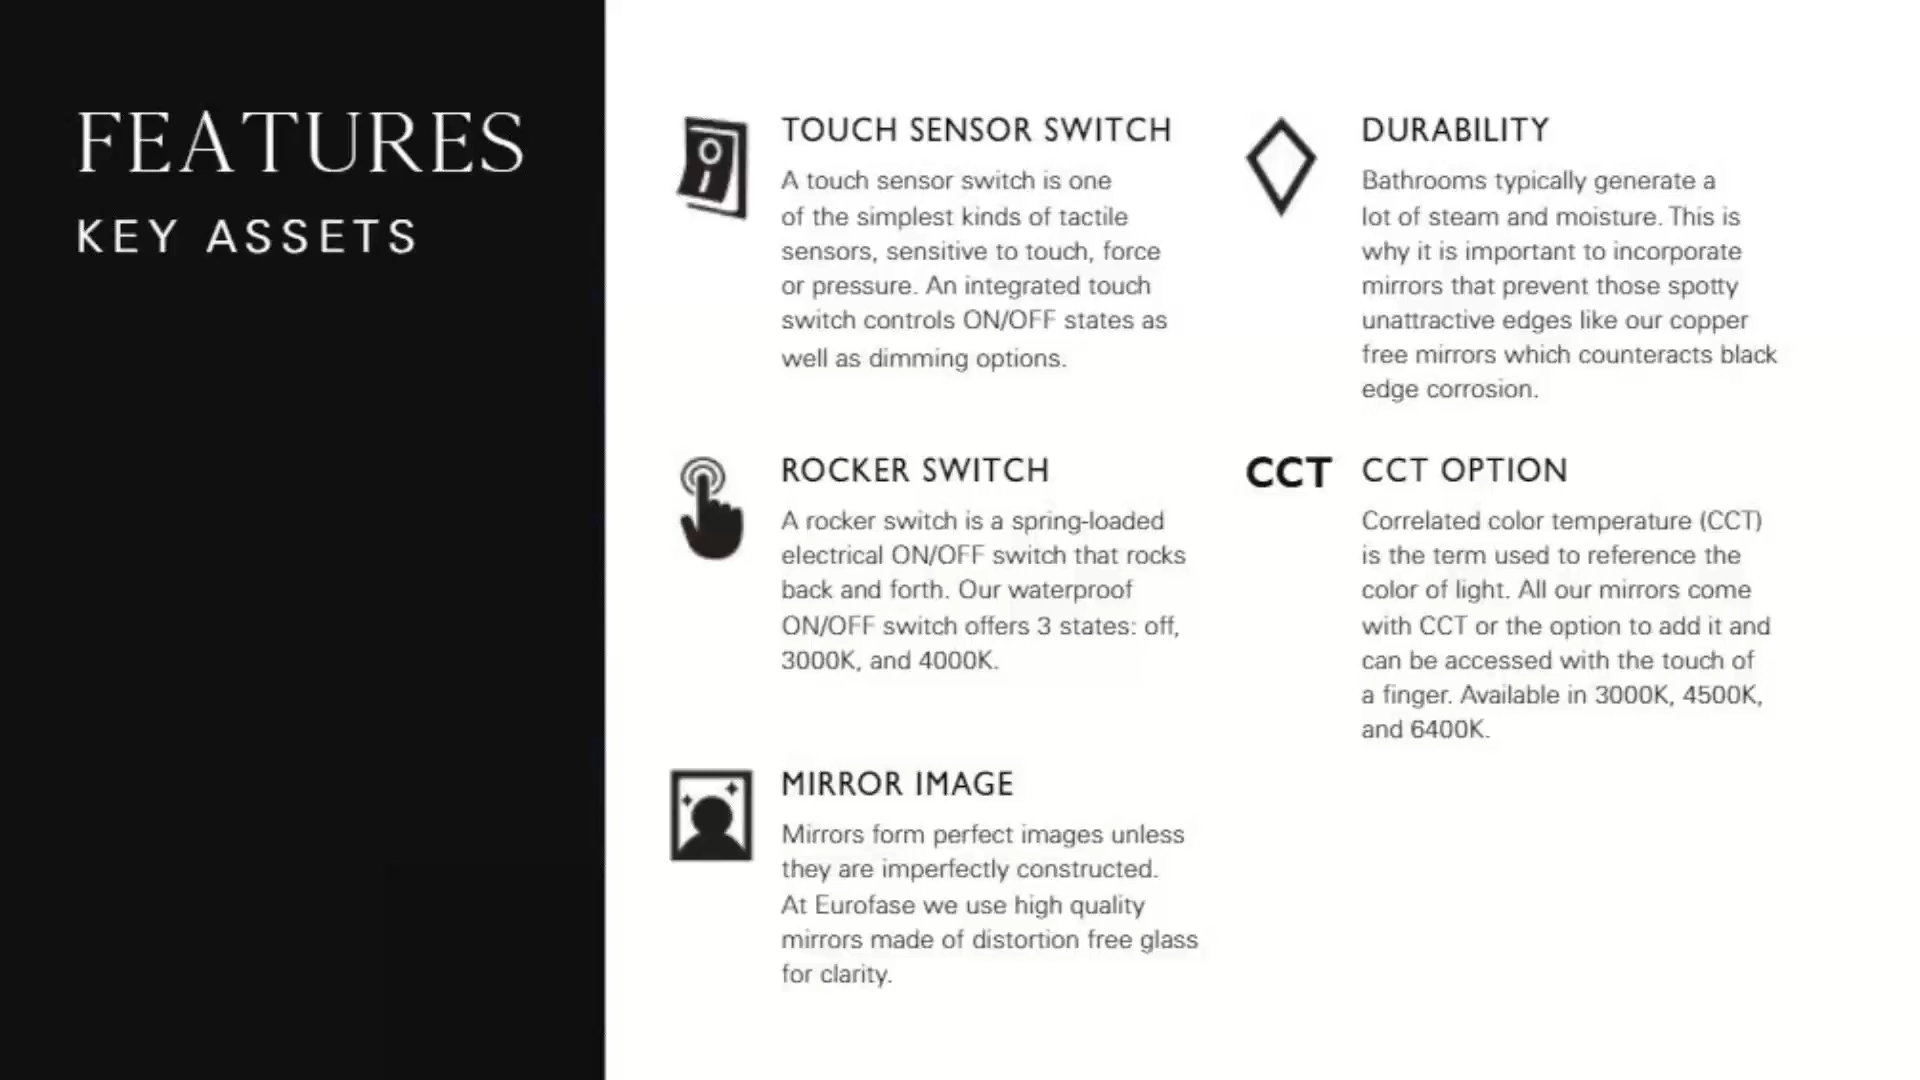 FEATURES
KEY ASSETS
TOUCH SENSOR SWITCH
A touch sensor switch is one
of the simplest kinds of tactile
sensors, sensitive to touch, force
or pressure. An integrated touch
switch controls ON/OFF states as
well as dimming options.
ROCKER SWITCH
A rocker switch is a spring-loaded
electrical ON/OFF switch that rocks
back and forth. Our waterproof
ON/OFF switch offers 3 states: off,
3000K, and 4000K.
MIRROR IMAGE
Mirrors form perfect images unless
they are imperfectly constructed.
At Eurofase we use high quality
mirrors made of distortion free glass
for clarity.
DURABILITY
Bathrooms typically generate a
lot of steam and moisture. This is
why it is important to incorporate
mirrors that prevent those spotty
unattractive edges like our copper
free mirrors which counteracts black
edge corrosion.
CCT
CCT OPTION
Correlated color temperature (CCT)
is the term used to reference the
color of light. All our mirrors come
with CCT or the option to add it and
can be accessed with the touch of
a finger. Available in 3000K, 4500K,
and 6400K.